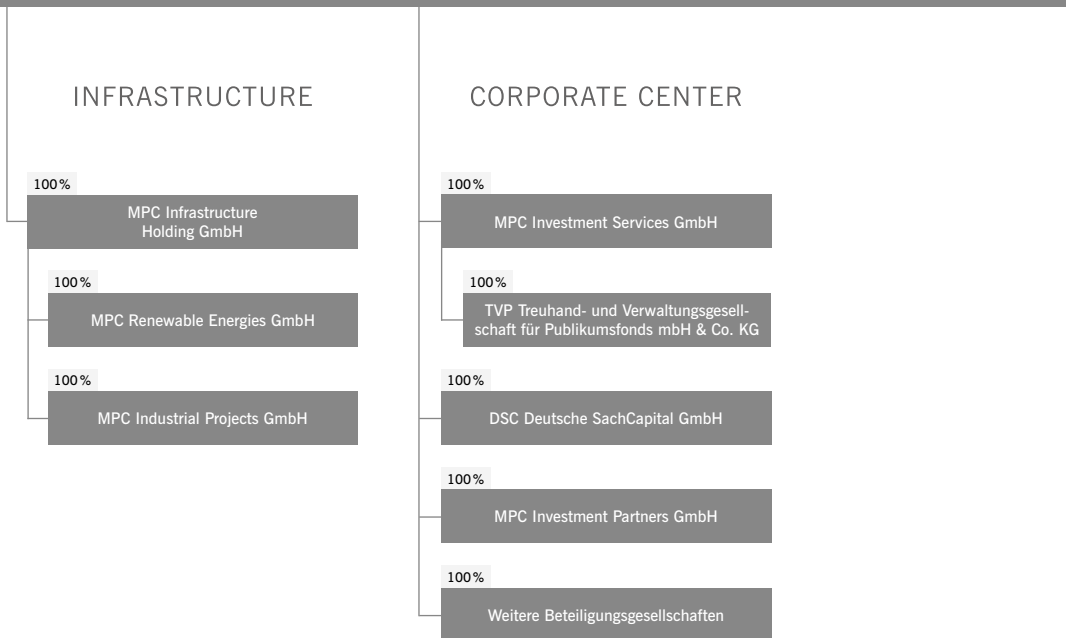 INFRASTRUCTURE
100%
MPC Infrastructure
Holding GmbH
100%
MPC Renewable Energies GmbH
100%
MPC Industrial Projects GmbH
CORPORATE CENTER
100%
MPC Investment Services GmbH
100%
TVP Treuhand- und Verwaltungsgesell-
schaft für Publikumsfonds mbH & Co. KG
100%
DSC Deutsche SachCapital GmbH
100%
MPC Investment Partners GmbH
100%
Weitere Beteiligungsgesellschaften